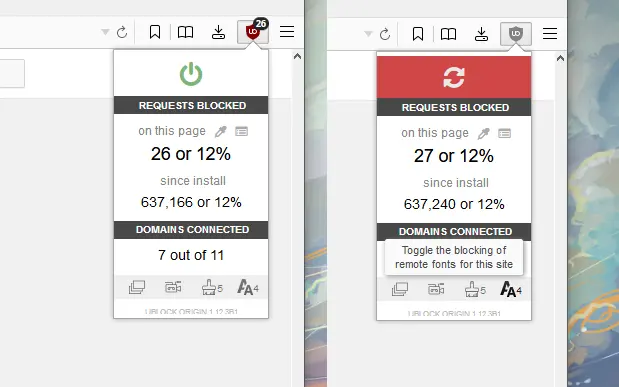 26
REQUESTS BLOCKED
on this page
26 or 12%
since install
637,166 or 12%
DOMAINS CONNECTED
7 out of 11
5
4
UBLOCK ORIGIN 1.12.3B1
REQUESTS BLOCKED
on this page
27 or 12%
since install
637,240 or 12%
DOMAINS CONNECTED
Toggle the blocking of
remote fonts for this site
5
4
UBLOCK ORIGIN 1.12.3B1